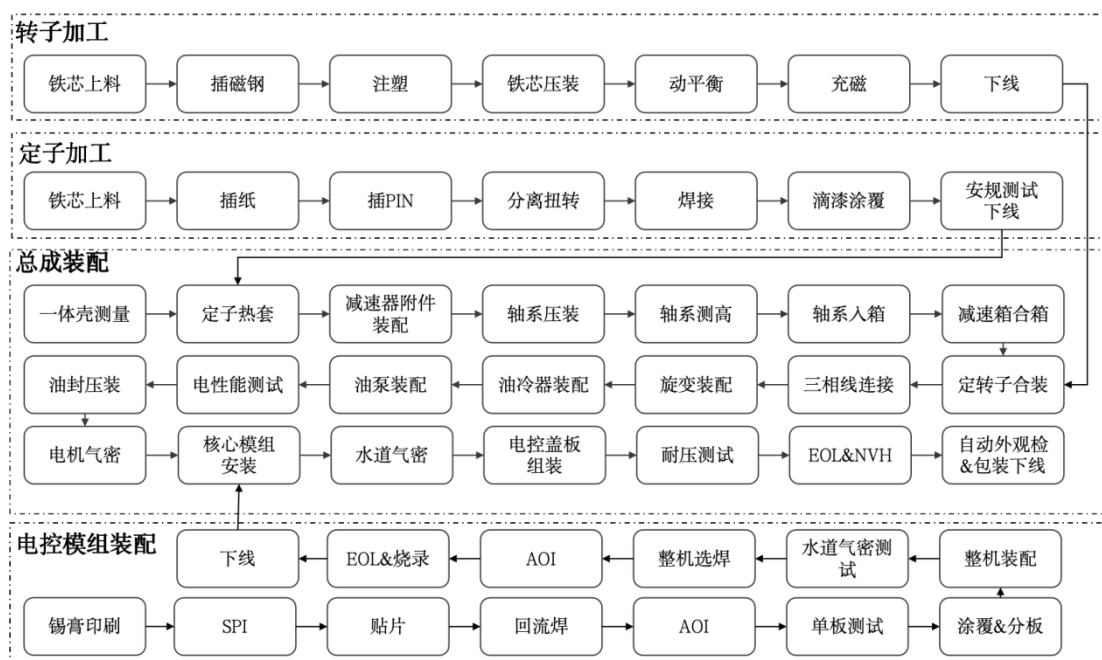 转子加工
铁芯上料
插磁钢
注塑
铁芯压装
动平衡
充磁
下线
定子加工
铁芯上料
插纸
插PIN
分离扭转
焊接
滴漆涂覆
安规测试
下线
总成装配
一体壳测量
定子热套
减速器附件
装配
轴系压装
轴系测高
轴系入箱
减速箱合箱
油封压装
电性能测试
油泵装配
油冷器装配
旋变装配
三相线连接
定转子合装
电机气密
核心模组
安装
水道气密
电控盖板
组装
耐压测试
EOL&NVH
自动外观检
&包装下线
电控模组装配
下线
EOL&烧录
AOI
整机选焊
水道气密测
试
整机装配
锡膏印刷
SPI
贴片
回流焊
AOI
单板测试
涂覆&分板